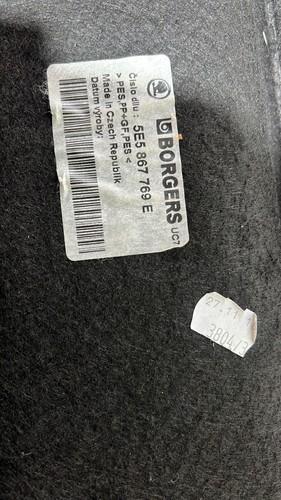 BORGERS UC7
Číslo dílu : 5E5 867 769 E
> PES,PP+GF,PES <
Made in Czech Republik
Datum výroby:
27.11
3804/3